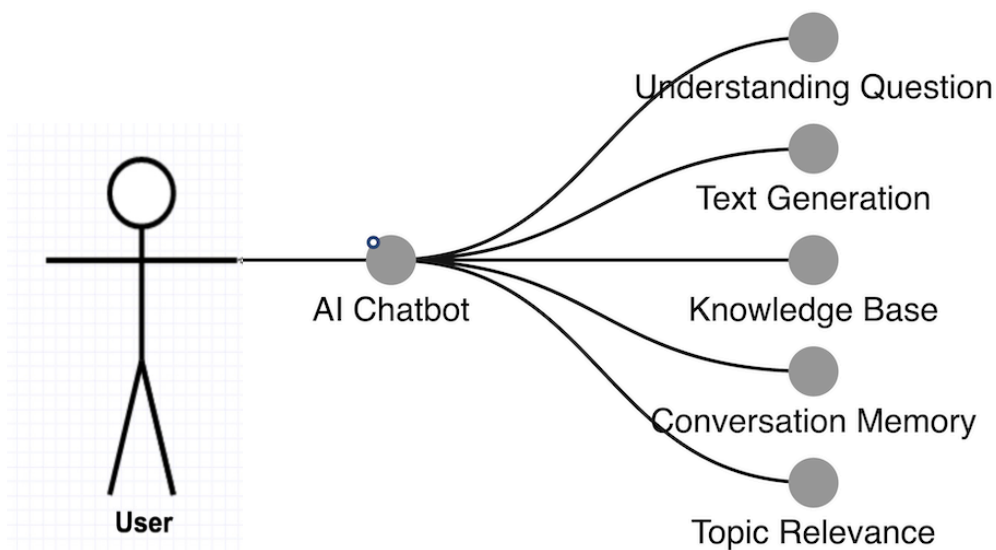 Understanding Question
Text Generation
AI Chatbot
Knowledge Base
Conversation Memory
User
Topic Relevance